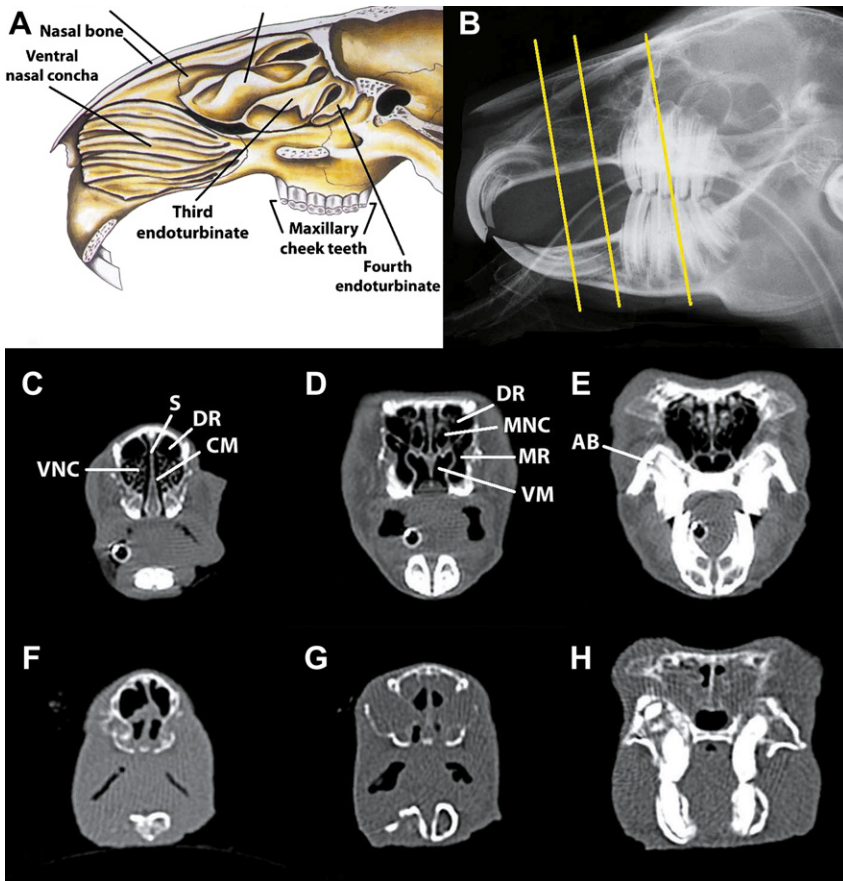 A
Nasal bone
Ventral
nasal concha
Third
endoturbinate
Maxillary
cheek teeth
Fourth
endoturbinate
B
C
S
DR
CM
VNC
D
DR
MNC
MR
VM
E
AB
F
G
H